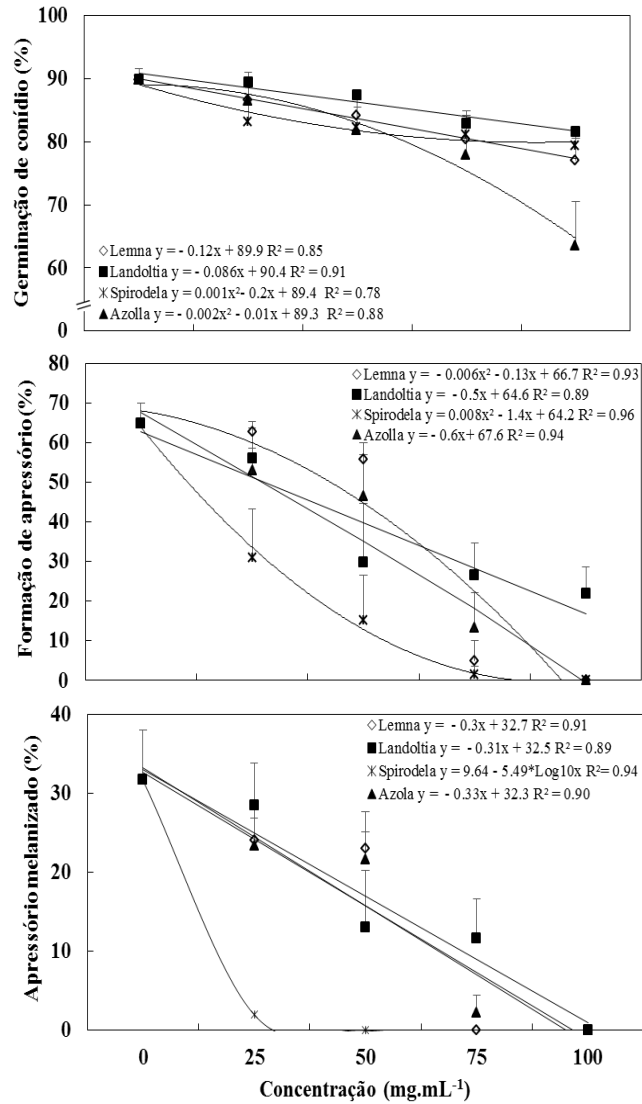 Germinação de conídio (%)
100
90
80
70
60
0
Lemna y = - 0.12x + 89.9 R² = 0.85
Landoltia y = - 0.086x + 90.4 R² = 0.91
Spirodela y = 0.001x²- 0.2x + 89.4 R² = 0.78
Azolla y = - 0.002x² - 0.01x + 89.3 R² = 0.88
Formação de apressório (%)
80
70
60
50
40
30
20
10
0
Lemna y = - 0.006x² - 0.13x + 66.7 R² = 0.93
Landoltia y = -0.5x + 64.6 R² = 0.89
Spirodela y = 0.008x² - 1.4x + 64.2 R² = 0.96
Azolla y = -0.6x+ 67.6 R² = 0.94
Apressório melanizado (%)
40
30
20
10
0
Lemna y = - 0.3x + 32.7 R² = 0.91
Landoltia y = -0.31x + 32.5 R² = 0.89
Spirodela y = 9.64 - 5.49*Log10x R²= 0.94
Azola y = - 0.33x + 32.3 R² = 0.90
0 25 50 75 100
Concentração (mg.mL⁻¹)